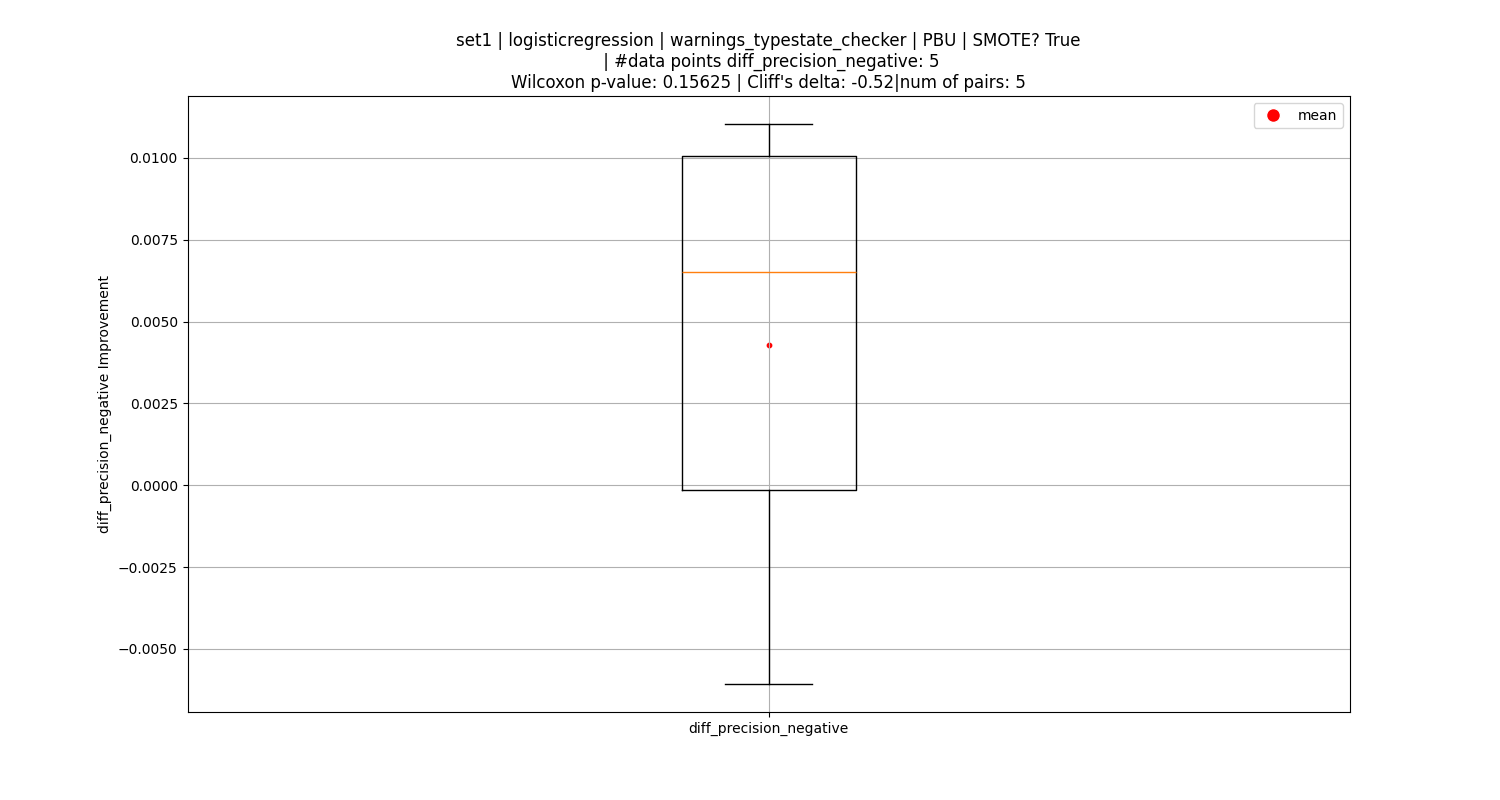 set1 | logisticregression | warnings_typestate_checker | PBU | SMOTE? True
| #data points diff_precision_negative: 5
Wilcoxon p-value: 0.15625 | Cliff's delta: -0.52|num of pairs: 5
mean
0.0100
0.0075
0.0050
0.0025
0.0000
−0.0025
−0.0050
diff_precision_negative Improvement
diff_precision_negative